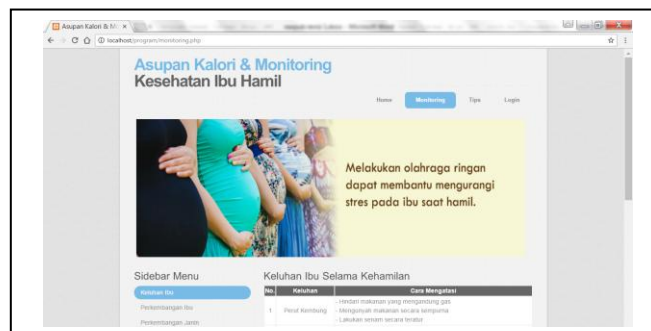 Asupan Kalori & M
localhost/program/monitoring.php
Asupan Kalori & Monitoring
Kesehatan Ibu Hamil
Home Monitoring Tips Login
Melakukan olahraga ringan
dapat membantu mengurangi
stres pada ibu saat hamil.
Sidebar Menu
Keluhan Ibu
Perkembangan Ibu
Perkembangan Janin
Keluhan Ibu Selama Kehamilan
No. Keluhan Cara Mengatasi
1 Perut Kembung
- Hindari makanan yang mengandung gas
- Mengunyah makanan secara sempurna
- Lakukan senam secara teratur